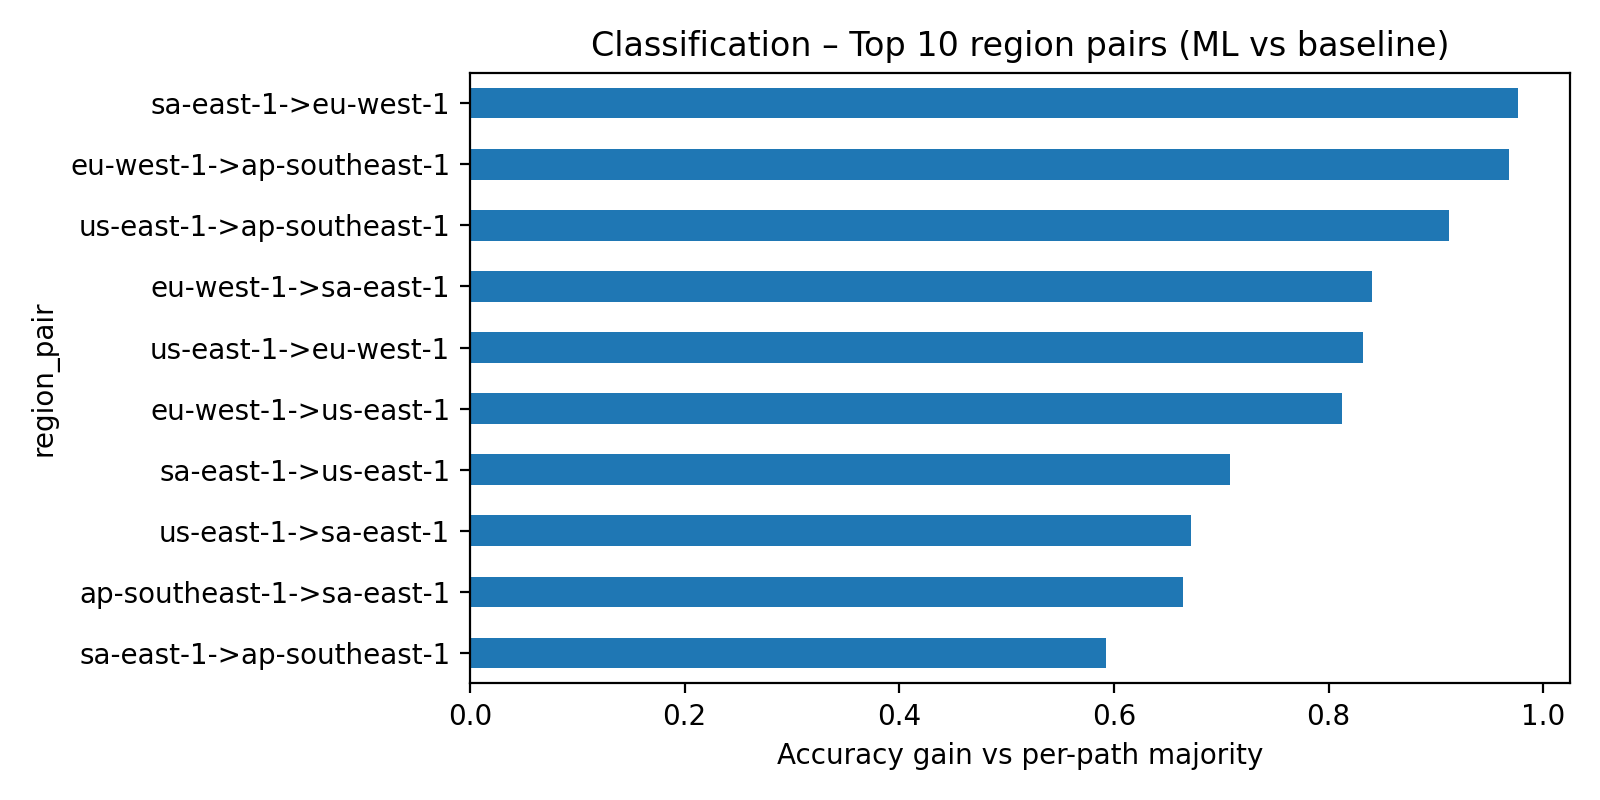 Classification – Top 10 region pairs (ML vs baseline)
sa-east-1->eu-west-1
eu-west-1->ap-southeast-1
us-east-1->ap-southeast-1
eu-west-1->sa-east-1
us-east-1->eu-west-1
eu-west-1->us-east-1
sa-east-1->us-east-1
us-east-1->sa-east-1
ap-southeast-1->sa-east-1
sa-east-1->ap-southeast-1
region_pair
0.0 0.2 0.4 0.6 0.8 1.0
Accuracy gain vs per-path majority